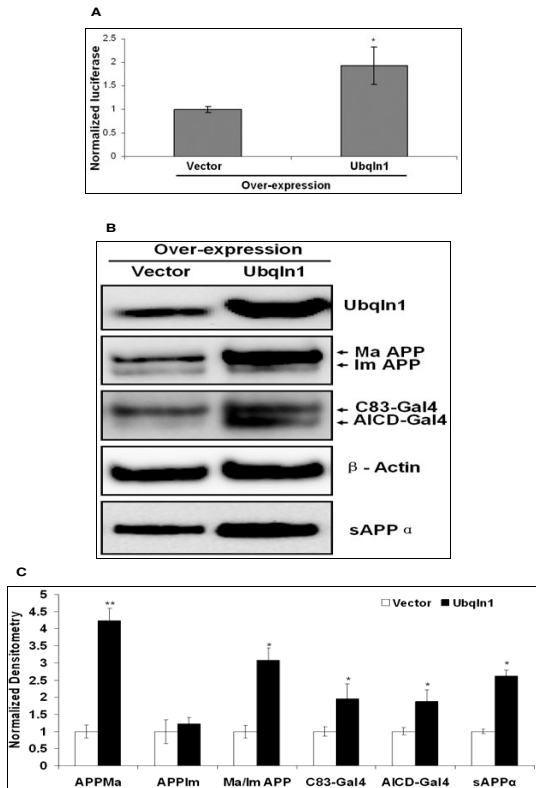 A
Normalized luciferase
2.5
2
1.5
1
0.5
0
*
Vector
Ubqln1
Over-expression
B
Over-expression
Vector Ubqln1
Ubqln1
Ma APP
Im APP
C83-Gal4
AICD-Gal4
β - Actin
sAPP α
C
Normalized Densitometry
5
4.5
4
3.5
3
2.5
2
1.5
1
0.5
0
Vector Ubqln1
** * * * *
APPMa APPIm Ma/Im APP C83-Gal4 AICD-Gal4 sAPPα